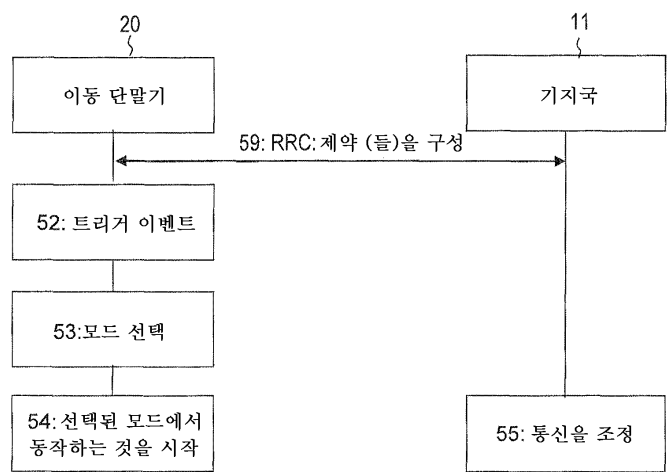 20
11
이동 단말기
기지국
59: RRC: 제약 (들)을 구성
52: 트리거 이벤트
53:모드 선택
54: 선택된 모드에서
동작하는 것을 시작
55: 통신을 조정